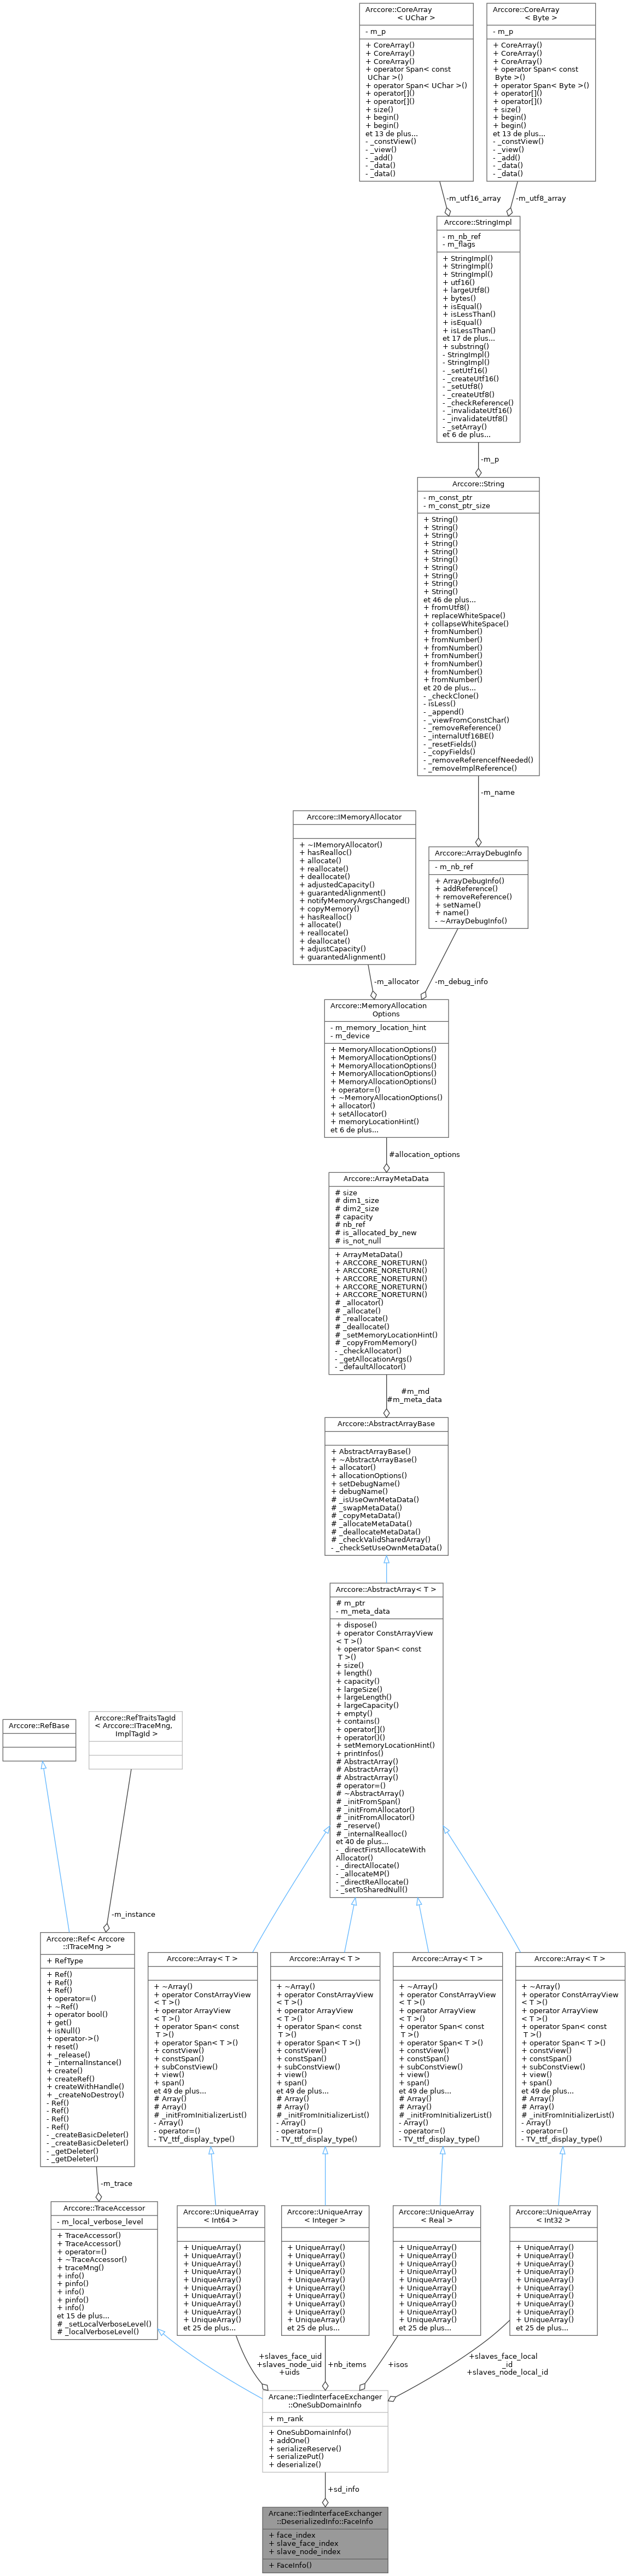 Arccore::CoreArray
< UChar >
- m_p
+ CoreArray()
+ CoreArray()
+ CoreArray()
+ operator Span< const
UChar >()
+ operator Span< UChar >()
+ operator[]()
+ operator[]()
+ size()
+ begin()
+ begin()
et 13 de plus...
- _constView()
- _view()
- _add()
- _data()
- _data()
Arccore::CoreArray
< Byte >
- m_p
+ CoreArray()
+ CoreArray()
+ CoreArray()
+ operator Span< const
Byte >()
+ operator Span< Byte >()
+ operator[]()
+ operator[]()
+ size()
+ begin()
+ begin()
et 13 de plus...
- _constView()
- _view()
- _add()
- _data()
- _data()
-m_utf16_array
-m_utf8_array
Arccore::StringImpl
- m_nb_ref
- m_flags
+ StringImpl()
+ StringImpl()
+ StringImpl()
+ utf16()
+ largeUtf8()
+ bytes()
+ isEqual()
+ isLessThan()
+ isEqual()
+ isLessThan()
et 17 de plus...
+ substring()
- StringImpl()
- StringImpl()
- _setUtf16()
- _createUtf16()
- _setUtf8()
- _createUtf8()
- _checkReference()
- _invalidateUtf16()
- _invalidateUtf8()
- _setArray()
et 6 de plus...
-m_p
Arccore::String
- m_const_ptr
- m_const_ptr_size
+ String()
+ String()
+ String()
+ String()
+ String()
+ String()
+ String()
+ String()
+ String()
+ String()
et 46 de plus...
+ fromUtf8()
+ replaceWhiteSpace()
+ collapseWhiteSpace()
+ fromNumber()
+ fromNumber()
+ fromNumber()
+ fromNumber()
+ fromNumber()
+ fromNumber()
+ fromNumber()
et 20 de plus...
- _checkClone()
- isLess()
- _append()
- _viewFromConstChar()
- _removeReference()
- _internalUtf16BE()
- _resetFields()
- _copyFields()
- _removeReferenceIfNeeded()
- _removeImplReference()
-m_name
Arccore::IMemoryAllocator
+ ~IMemoryAllocator()
+ hasRealloc()
+ allocate()
+ reallocate()
+ deallocate()
+ adjustedCapacity()
+ guarantedAlignment()
+ notifyMemoryArgsChanged()
+ copyMemory()
+ hasRealloc()
+ allocate()
+ reallocate()
+ deallocate()
+ adjustCapacity()
+ guarantedAlignment()
Arccore::ArrayDebugInfo
- m_nb_ref
+ ArrayDebugInfo()
+ addReference()
+ removeReference()
+ setName()
+ name()
- ~ArrayDebugInfo()
-m_allocator
-m_debug_info
Arccore::MemoryAllocation
Options
- m_memory_location_hint
- m_device
+ MemoryAllocationOptions()
+ MemoryAllocationOptions()
+ MemoryAllocationOptions()
+ MemoryAllocationOptions()
+ MemoryAllocationOptions()
+ operator=()
+ ~MemoryAllocationOptions()
+ allocator()
+ setAllocator()
+ memoryLocationHint()
et 6 de plus...
#allocation_options
Arccore::ArrayMetaData
# size
# dim1_size
# dim2_size
# capacity
# nb_ref
# is_allocated_by_new
# is_not_null
+ ArrayMetaData()
+ ARCCORE_NORETURN()
+ ARCCORE_NORETURN()
+ ARCCORE_NORETURN()
+ ARCCORE_NORETURN()
+ ARCCORE_NORETURN()
# _allocator()
# _allocate()
# _reallocate()
# _deallocate()
# _setMemoryLocationHint()
# _copyFromMemory()
- _checkAllocator()
- _getAllocationArgs()
- _defaultAllocator()
#m_md
#m_meta_data
Arccore::AbstractArrayBase
+ AbstractArrayBase()
+ ~AbstractArrayBase()
+ allocator()
+ allocationOptions()
+ setDebugName()
+ debugName()
# _isUseOwnMetaData()
# _swapMetaData()
# _copyMetaData()
# _allocateMetaData()
# _deallocateMetaData()
# _checkValidSharedArray()
- _checkSetUseOwnMetaData()
Arccore::AbstractArray< T >
# m_ptr
- m_meta_data
+ dispose()
+ operator ConstArrayView
< T >()
+ operator Span< const
T >()
+ size()
+ length()
+ capacity()
+ largeSize()
+ largeLength()
+ largeCapacity()
+ empty()
+ contains()
+ operator[]()
+ operator()()
+ setMemoryLocationHint()
+ printInfos()
# AbstractArray()
# AbstractArray()
# AbstractArray()
# operator=()
# ~AbstractArray()
# _initFromSpan()
# _initFromAllocator()
# _initFromAllocator()
# _reserve()
# _internalRealloc()
et 40 de plus...
- _directFirstAllocateWith
Allocator()
- _directAllocate()
- _allocateMP()
- _directReAllocate()
- _setToSharedNull()
Arccore::RefBase
Arccore::RefTraitsTagId
< Arccore::ITraceMng,
ImplTagId >
-m_instance
Arccore::Ref< Arccore
::ITraceMng >
+ RefType
+ Ref()
+ Ref()
+ Ref()
+ operator=()
+ ~Ref()
+ operator bool()
+ get()
+ isNull()
+ operator->()
+ reset()
+ _release()
+ _internalInstance()
+ create()
+ createRef()
+ createWithHandle()
+ _createNoDestroy()
- Ref()
- Ref()
- Ref()
- Ref()
- _createBasicDeleter()
- _createBasicDeleter()
- _getDeleter()
- _getDeleter()
Arccore::Array< T >
+ ~Array()
+ operator ConstArrayView
< T >()
+ operator ArrayView
< T >()
+ operator Span< const
T >()
+ operator Span< T >()
+ constView()
+ constSpan()
+ subConstView()
+ view()
+ span()
et 49 de plus...
# Array()
# Array()
# _initFromInitializerList()
- Array()
- operator=()
- TV_ttf_display_type()
Arccore::Array< T >
+ ~Array()
+ operator ConstArrayView
< T >()
+ operator ArrayView
< T >()
+ operator Span< const
T >()
+ operator Span< T >()
+ constView()
+ constSpan()
+ subConstView()
+ view()
+ span()
et 49 de plus...
# Array()
# Array()
# _initFromInitializerList()
- Array()
- operator=()
- TV_ttf_display_type()
Arccore::Array< T >
+ ~Array()
+ operator ConstArrayView
< T >()
+ operator ArrayView
< T >()
+ operator Span< const
T >()
+ operator Span< T >()
+ constView()
+ constSpan()
+ subConstView()
+ view()
+ span()
et 49 de plus...
# Array()
# Array()
# _initFromInitializerList()
- Array()
- operator=()
- TV_ttf_display_type()
Arccore::Array< T >
+ ~Array()
+ operator ConstArrayView
< T >()
+ operator ArrayView
< T >()
+ operator Span< const
T >()
+ operator Span< T >()
+ constView()
+ constSpan()
+ subConstView()
+ view()
+ span()
et 49 de plus...
# Array()
# Array()
# _initFromInitializerList()
- Array()
- operator=()
- TV_ttf_display_type()
-m_trace
Arccore::TraceAccessor
- m_local_verbose_level
+ TraceAccessor()
+ TraceAccessor()
+ operator=()
+ ~TraceAccessor()
+ traceMng()
+ info()
+ pinfo()
+ info()
+ pinfo()
+ info()
et 15 de plus...
# _setLocalVerboseLevel()
# _localVerboseLevel()
Arccore::UniqueArray
< Int64 >
+ UniqueArray()
+ UniqueArray()
+ UniqueArray()
+ UniqueArray()
+ UniqueArray()
+ UniqueArray()
+ UniqueArray()
+ UniqueArray()
+ UniqueArray()
+ UniqueArray()
et 25 de plus...
Arccore::UniqueArray
< Integer >
+ UniqueArray()
+ UniqueArray()
+ UniqueArray()
+ UniqueArray()
+ UniqueArray()
+ UniqueArray()
+ UniqueArray()
+ UniqueArray()
+ UniqueArray()
+ UniqueArray()
et 25 de plus...
Arccore::UniqueArray
< Real >
+ UniqueArray()
+ UniqueArray()
+ UniqueArray()
+ UniqueArray()
+ UniqueArray()
+ UniqueArray()
+ UniqueArray()
+ UniqueArray()
+ UniqueArray()
+ UniqueArray()
et 25 de plus...
Arccore::UniqueArray
< Int32 >
+ UniqueArray()
+ UniqueArray()
+ UniqueArray()
+ UniqueArray()
+ UniqueArray()
+ UniqueArray()
+ UniqueArray()
+ UniqueArray()
+ UniqueArray()
+ UniqueArray()
et 25 de plus...
+slaves_face_uid
+slaves_node_uid
+uids
+nb_items
+isos
+slaves_face_local
_id
+slaves_node_local_id
Arcane::TiedInterfaceExchanger
::OneSubDomainInfo
+ m_rank
+ OneSubDomainInfo()
+ addOne()
+ serializeReserve()
+ serializePut()
+ deserialize()
+sd_info
Arcane::TiedInterfaceExchanger
::DeserializedInfo::FaceInfo
+ face_index
+ slave_face_index
+ slave_node_index
+ FaceInfo()